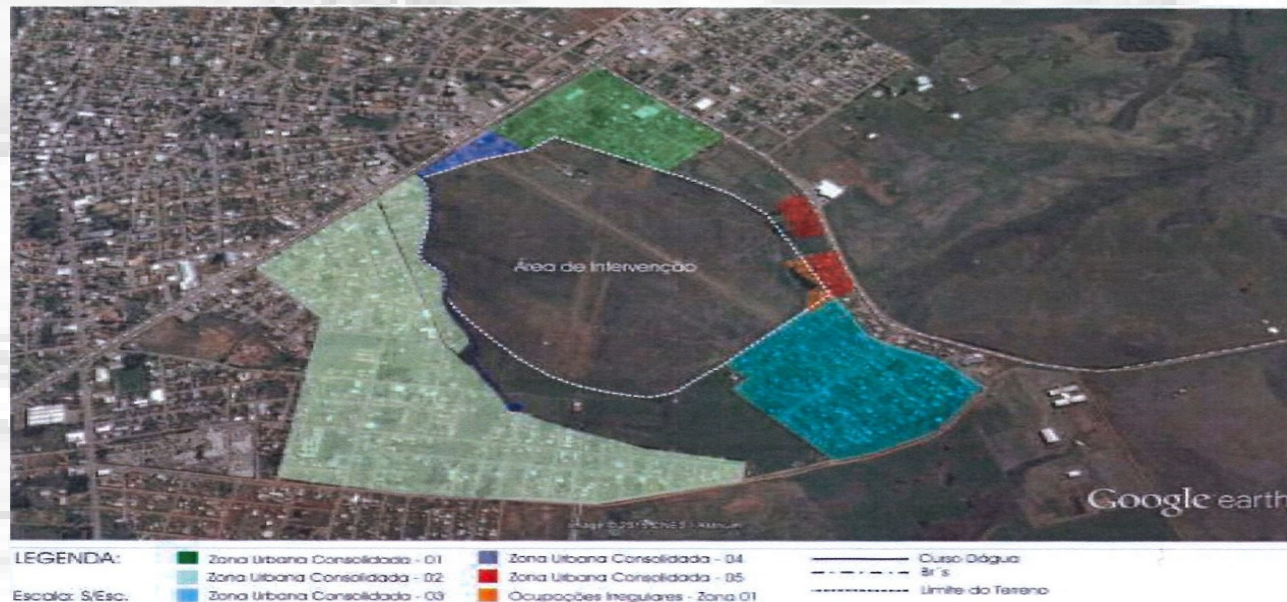 Área de Intervenção
Google earth
LEGENDA:
Zona Urbana Consolidada - 01
Zona Urbana Consolidada - 02
Zona Urbana Consolidada - 03
Zona Urbana Consolidada - 04
Zona Urbana Consolidada - 05
Ocupações Irregulares - Zona 01
Curso Dágua
Br's
Limite do Terreno
Escala: S/Esc.